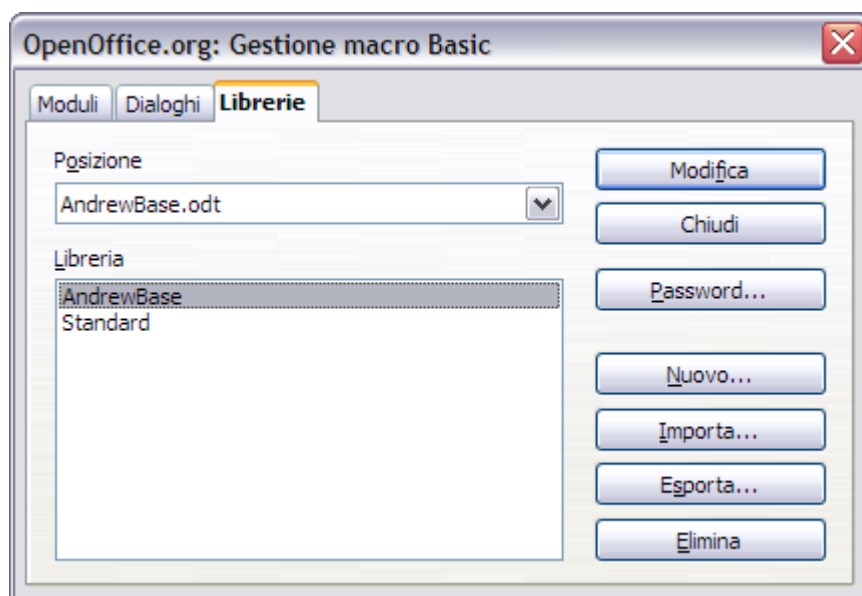 OpenOffice.org: Gestione macro Basic
Moduli Dialoghi Librerie
Posizione
AndrewBase.odt
Libreria
AndrewBase
Standard
Modifica
Chiudi
Password...
Nuovo...
Importa...
Esporta...
Elimina